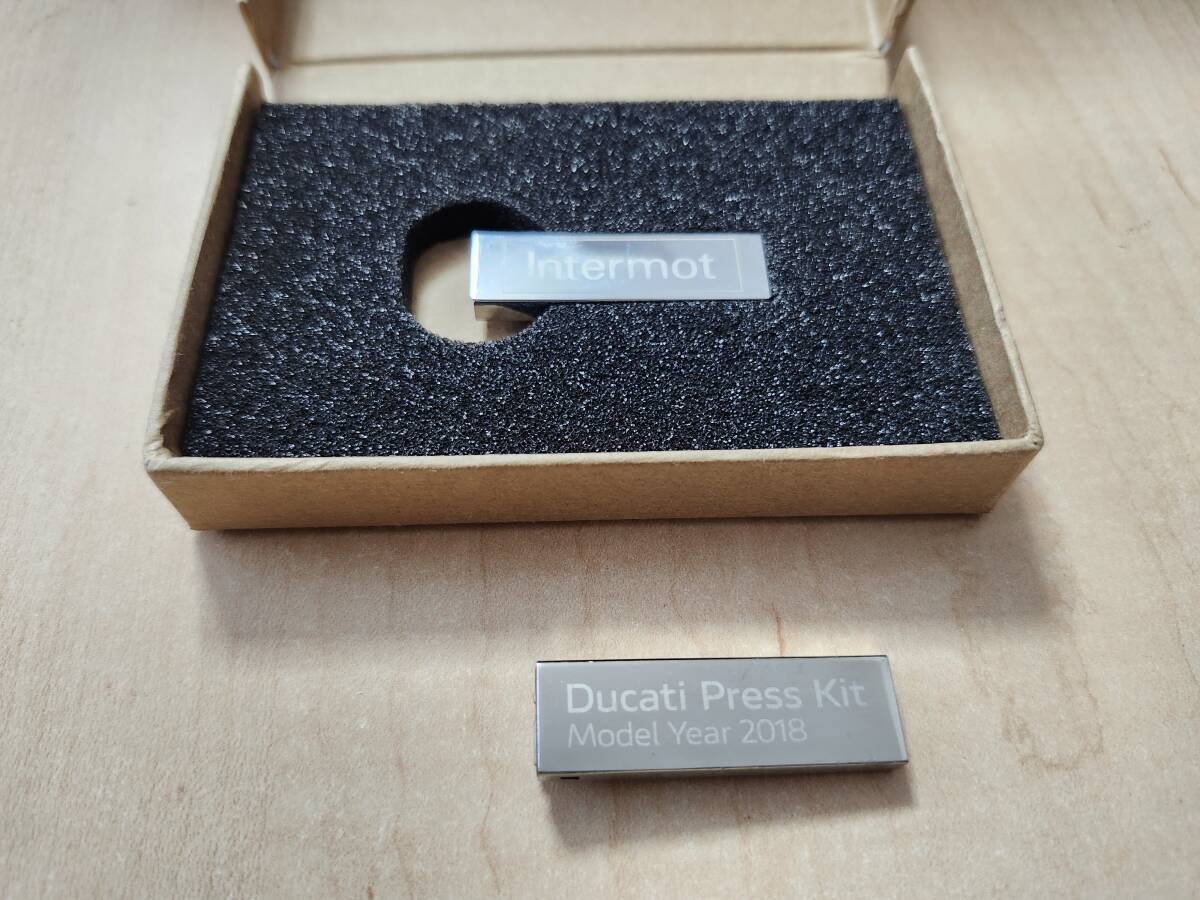 Intermot
Ducati Press Kit
Model Year 2018